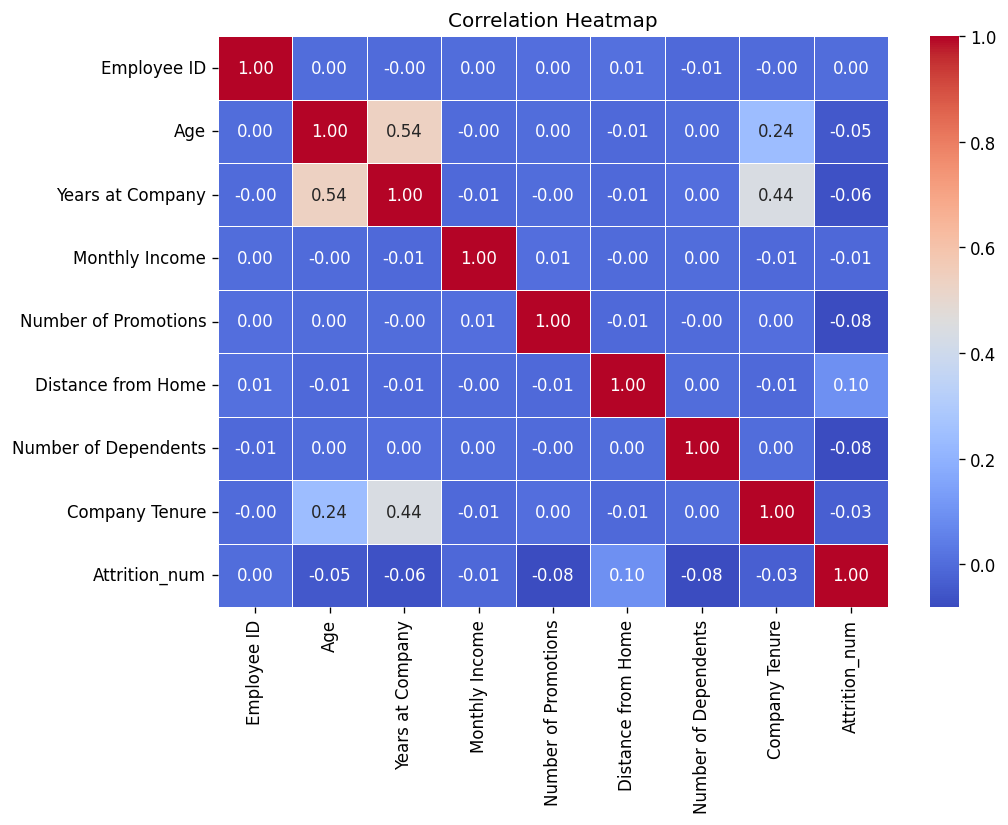 Correlation Heatmap
Employee ID 1.00 0.00 -0.00 0.00 0.00 0.01 -0.01 -0.00 0.00
Age 0.00 1.00 0.54 -0.00 0.00 -0.01 0.00 0.24 -0.05
Years at Company -0.00 0.54 1.00 -0.01 -0.00 -0.01 0.00 0.44 -0.06
Monthly Income 0.00 -0.00 -0.01 1.00 0.01 -0.00 0.00 -0.01 -0.01
Number of Promotions 0.00 0.00 -0.00 0.01 1.00 -0.01 -0.00 0.00 -0.08
Distance from Home 0.01 -0.01 -0.01 -0.00 -0.01 1.00 0.00 -0.01 0.10
Number of Dependents -0.01 0.00 0.00 0.00 -0.00 0.00 1.00 0.00 -0.08
Company Tenure -0.00 0.24 0.44 -0.01 0.00 -0.01 0.00 1.00 -0.03
Attrition_num 0.00 -0.05 -0.06 -0.01 -0.08 0.10 -0.08 -0.03 1.00
Employee ID
Age
Years at Company
Monthly Income
Number of Promotions
Distance from Home
Number of Dependents
Company Tenure
Attrition_num
1.0
0.8
0.6
0.4
0.2
0.0